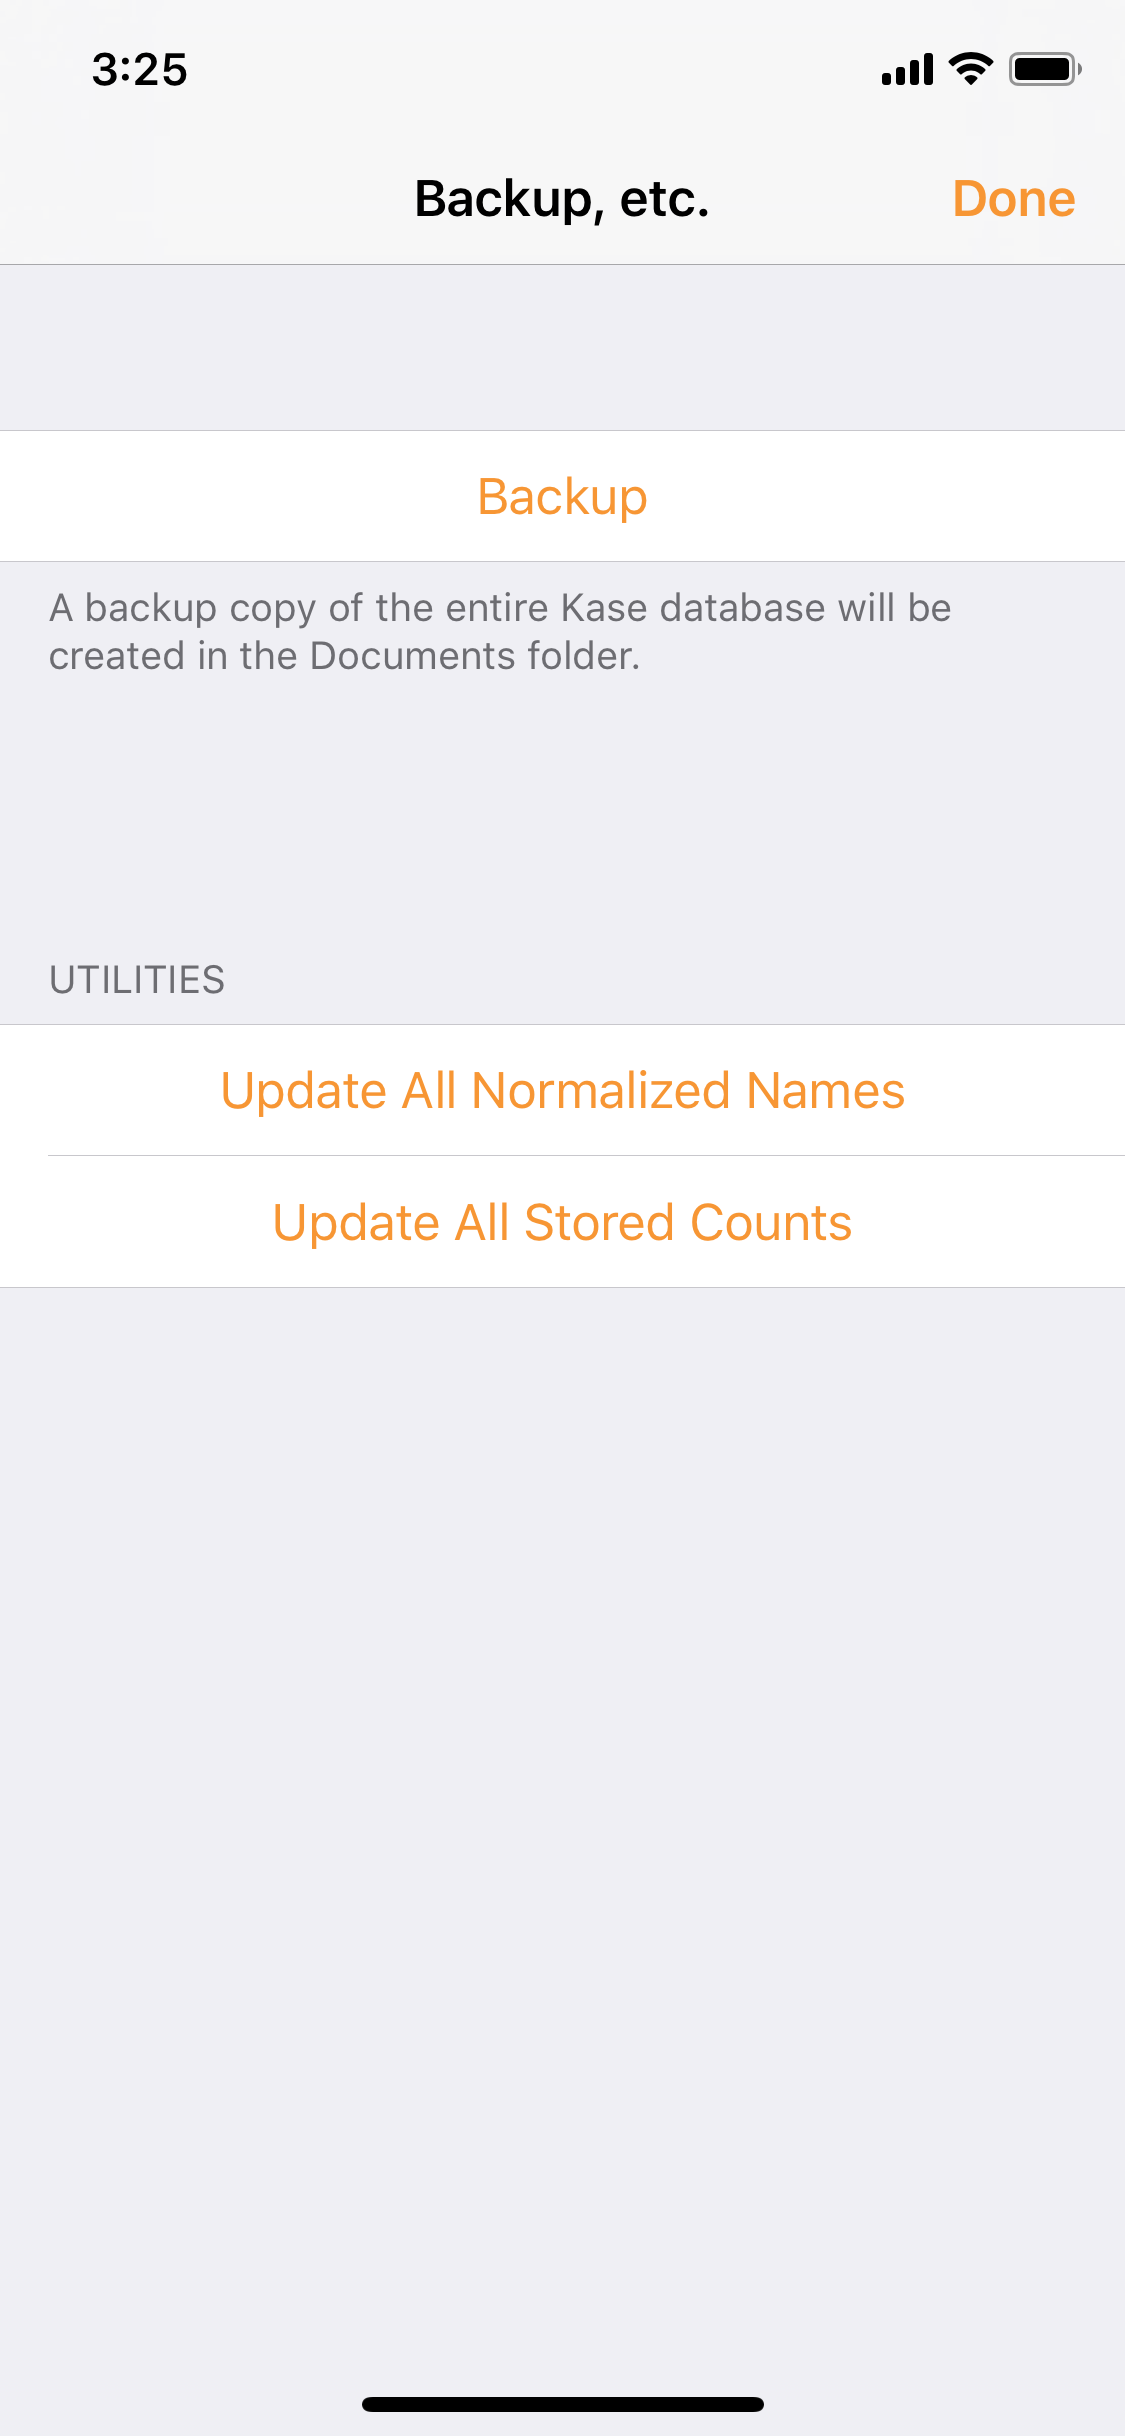 3:25
Backup, etc.
Done
Backup
A backup copy of the entire Kase database will be
created in the Documents folder.
UTILITIES
Update All Normalized Names
Update All Stored Counts